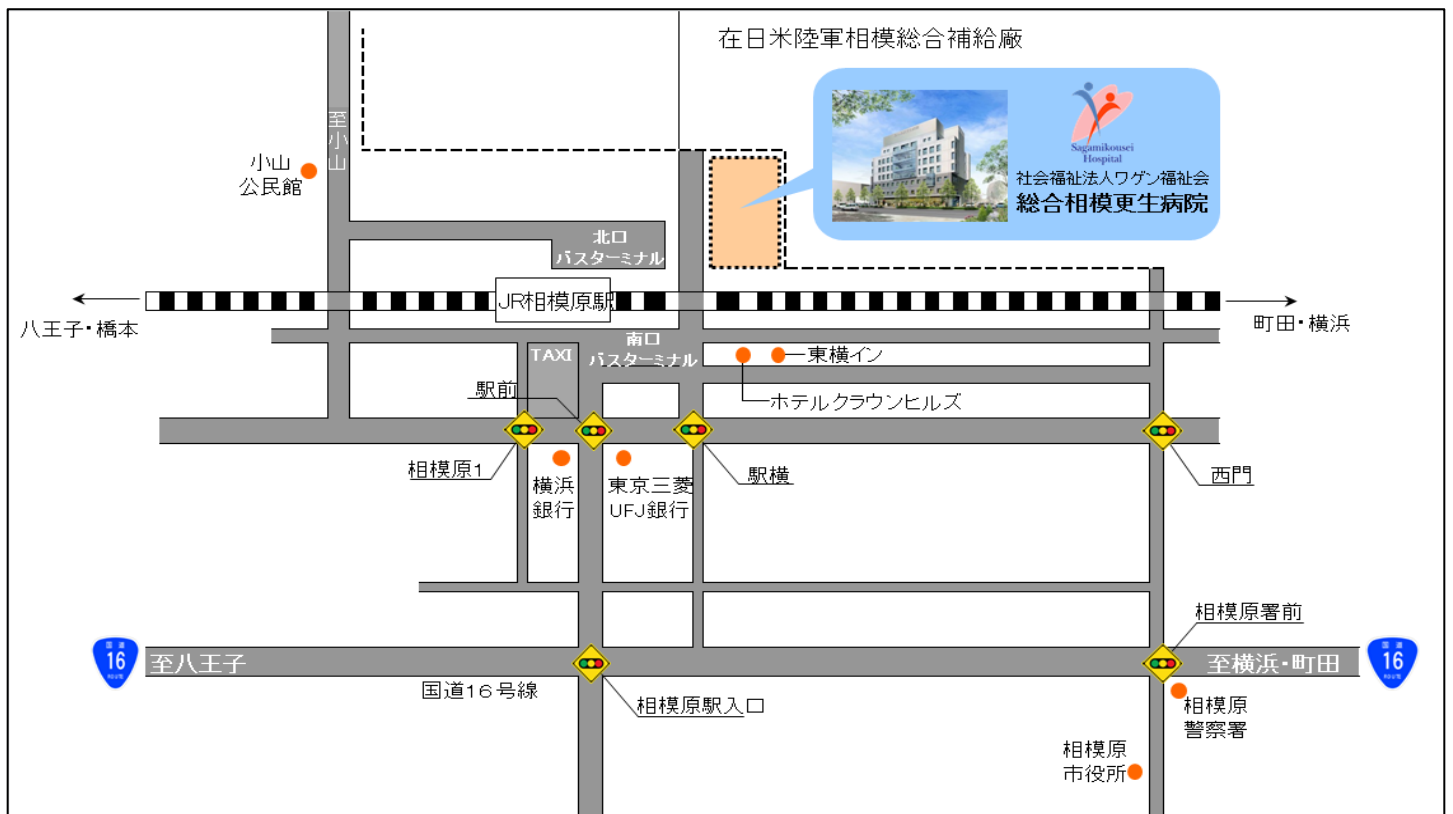 在日米陸軍相模総合補給廠
Sagamikousei
Hospital
社会福祉法人ワゲン福祉会
総合相模更生病院
至小山
小山
公民館
北口
バスターミナル
JR相模原駅
八王子・橋本
町田・横浜
TAXI
南口
バスターミナル
東横イン
駅前
ホテルクラウンヒルズ
相模原1
横浜
銀行
東京三菱
UFJ銀行
駅横
西門
相模原署前
国道
16
ROUTE
至八王子
至横浜・町田
国道
16
ROUTE
国道16号線
相模原駅入口
相模原
警察署
相模原
市役所